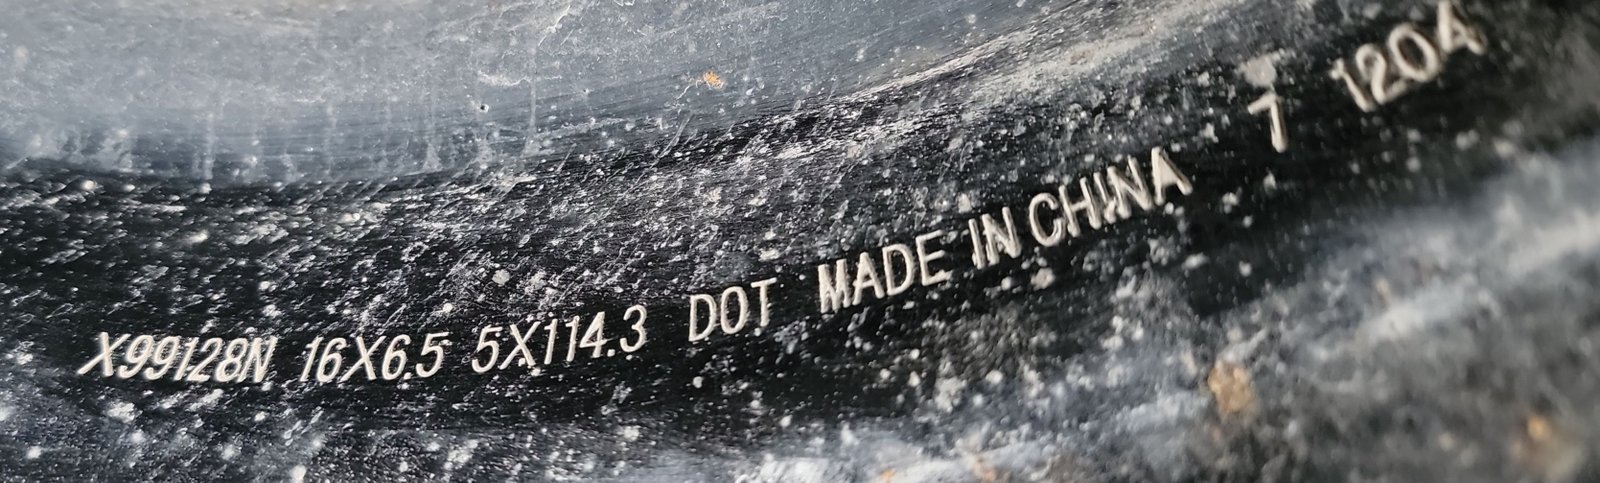 X99128N 16X6.5 5X114.3 DOT MADE IN CHINA 7 1204